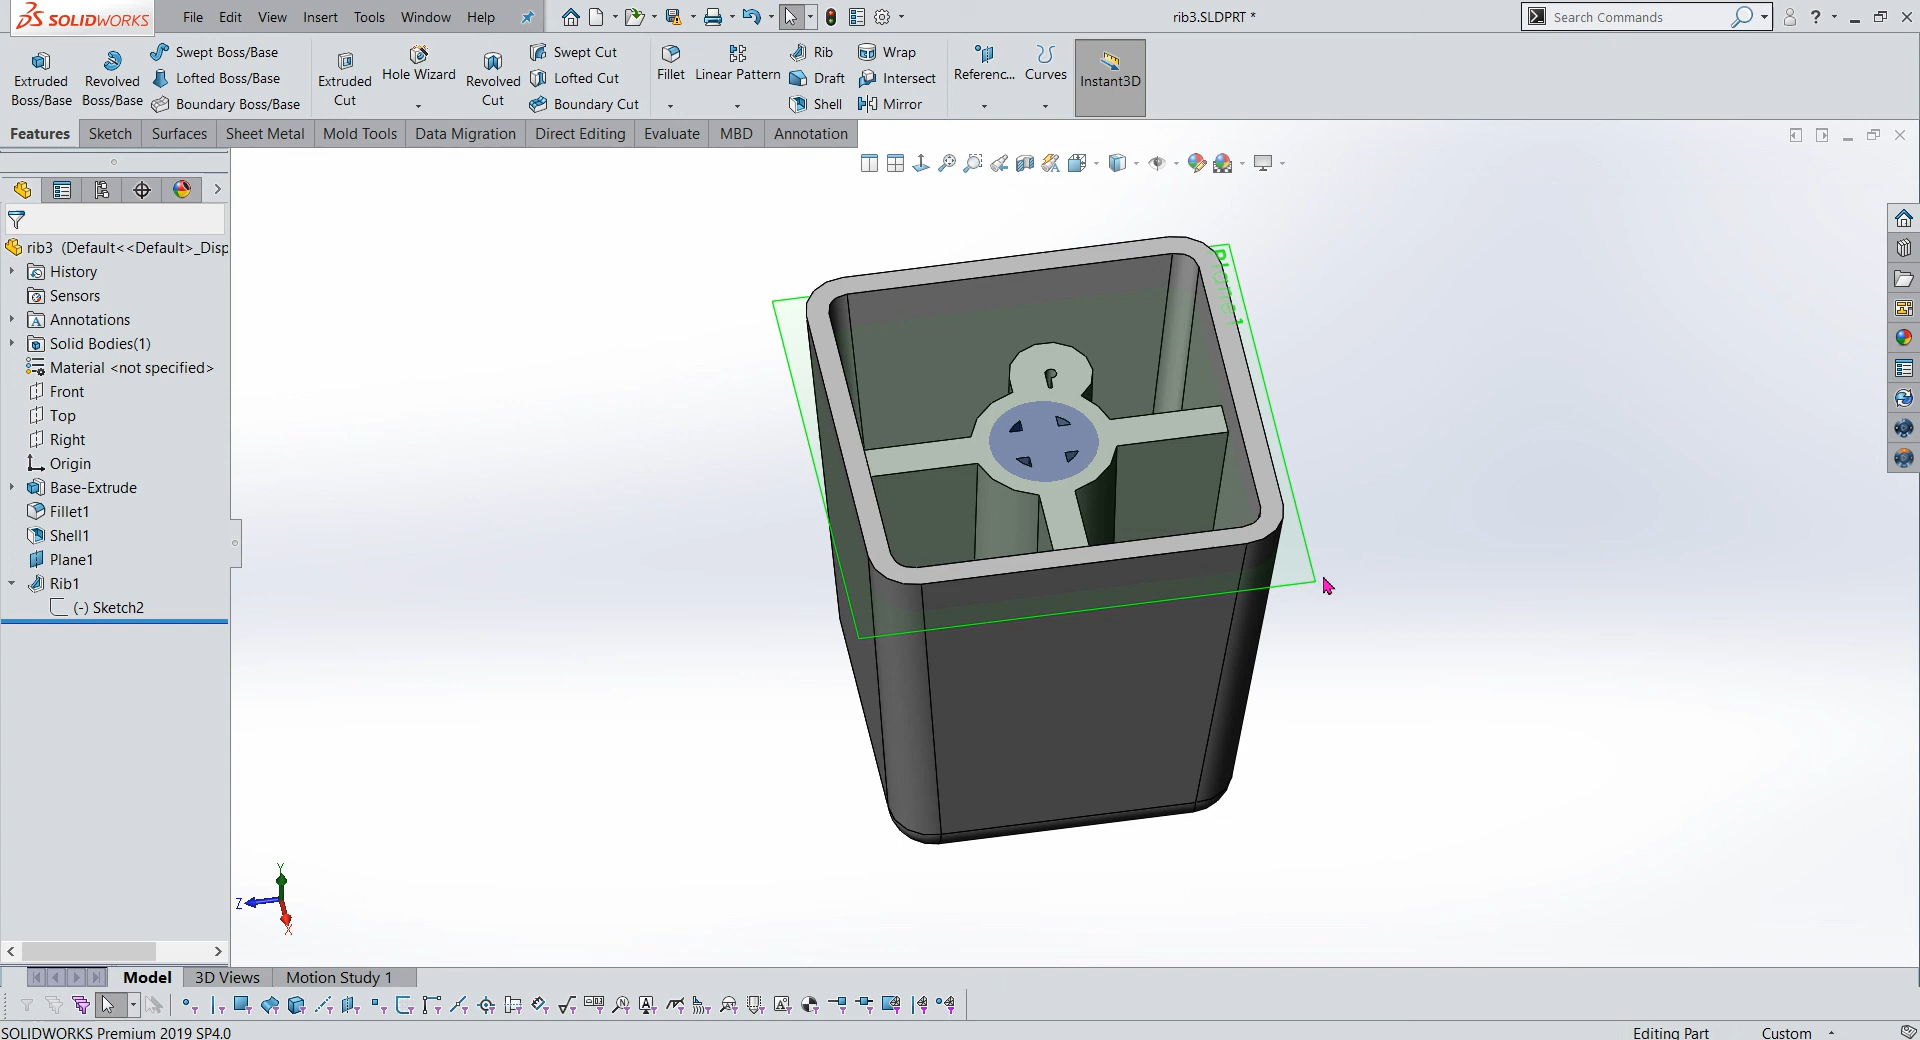 SOLIDWORKS File Edit View Insert Tools Window Help rib3.SLDPRT * Search Commands ?
Extruded Boss/Base
Revolved Boss/Base
Swept Boss/Base
Lofted Boss/Base
Boundary Boss/Base
Extruded Cut
Hole Wizard
Revolved Cut
Swept Cut
Lofted Cut
Boundary Cut
Fillet
Linear Pattern
Rib
Draft
Shell
Wrap
Intersect
Mirror
Referenc...
Curves
Instant3D
Features Sketch Surfaces Sheet Metal Mold Tools Data Migration Direct Editing Evaluate MBD Annotation
rib3 (Default<<Default>_Disp
History
Sensors
Annotations
Solid Bodies(1)
Material <not specified>
Front
Top
Right
Origin
Base-Extrude
Fillet1
Shell1
Plane1
Rib1
(-) Sketch2
Plane1
Y
Z
X
Model 3D Views Motion Study 1
SOLIDWORKS Premium 2019 SP4.0 Editing Part Custom